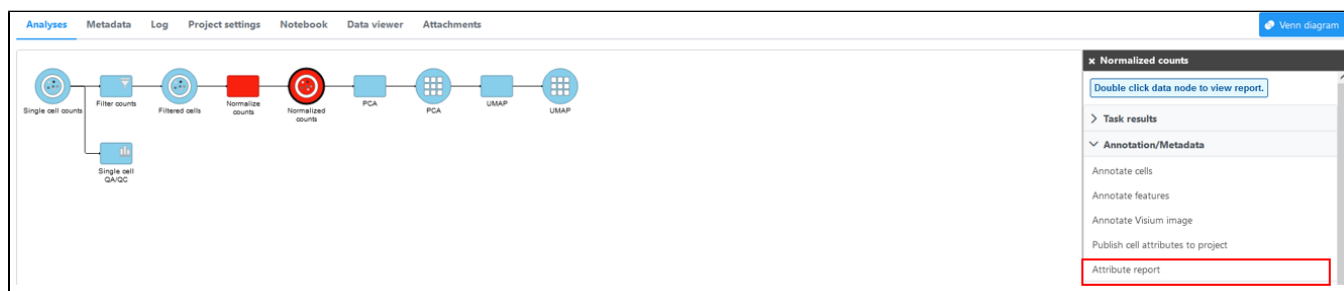 Analyses Metadata Log Project settings Notebook Data viewer Attachments
Venn diagram
Single cell counts
Filter counts
Filtered cells
Normalize
counts
Normalized
counts
PCA
PCA
UMAP
UMAP
Single cell
QA/QC
x Normalized counts
Double click data node to view report.
Task results
Annotation/Metadata
Annotate cells
Annotate features
Annotate Visium image
Publish cell attributes to project
Attribute report